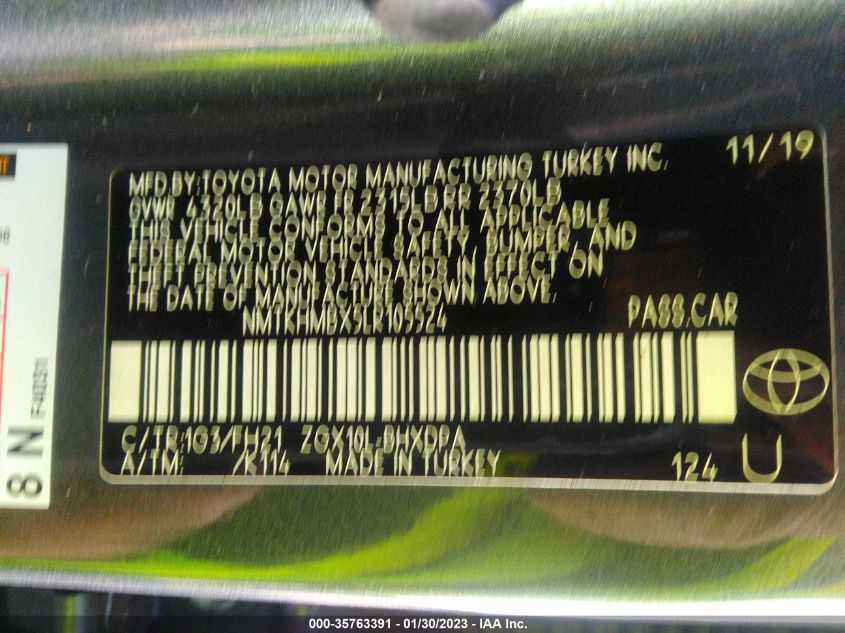 MFD.BY:TOYOTA MOTOR MANUFACTURING TURKEY INC. 11/19
GVWR 4320LB GAWR FR 2315LB RR 2370LB
THIS VEHICLE CONFORMS TO ALL APPLICABLE
FEDERAL MOTOR VEHICLE SAFETY, BUMPER, AND
THEFT PREVENTION STANDARDS IN EFFECT ON
THE DATE OF MANUFACTURE SHOWN ABOVE.
NMTKHMBX5LR105524 PASS.CAR
C/TR:1G3/FH21 ZGX10L-BHXDPA
A/TM: /K114 MADE IN TURKEY 124 U
8 N
000-35763391 - 01/30/2023 - IAA Inc.